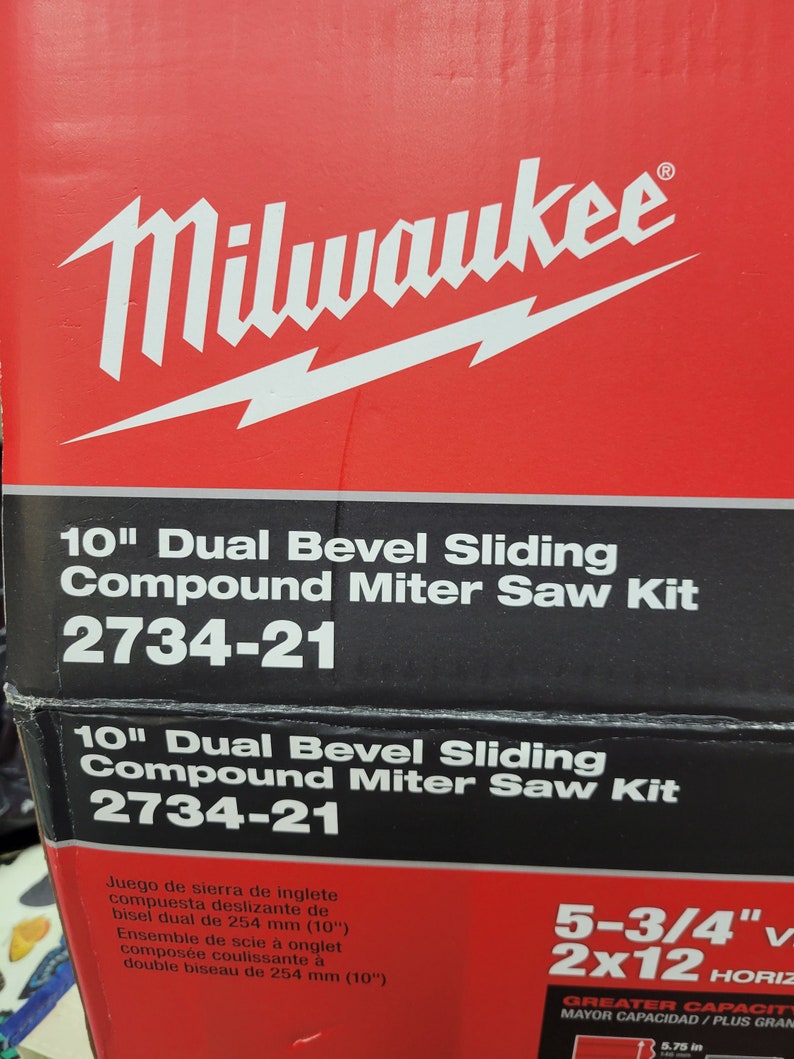 Milwaukee®
10" Dual Bevel Sliding
Compound Miter Saw Kit
2734-21
10" Dual Bevel Sliding
Compound Miter Saw Kit
2734-21
Juego de sierra de inglete
compuesta deslizante de
bisel dual de 254 mm (10")
Ensemble de scie à onglet
composée coulissante à
double biseau de 254 mm (10")
5-3/4"
2x12
GREATER CAPACITY
MAYOR CAPACIDAD / PLUS
5.75 in
146 mm